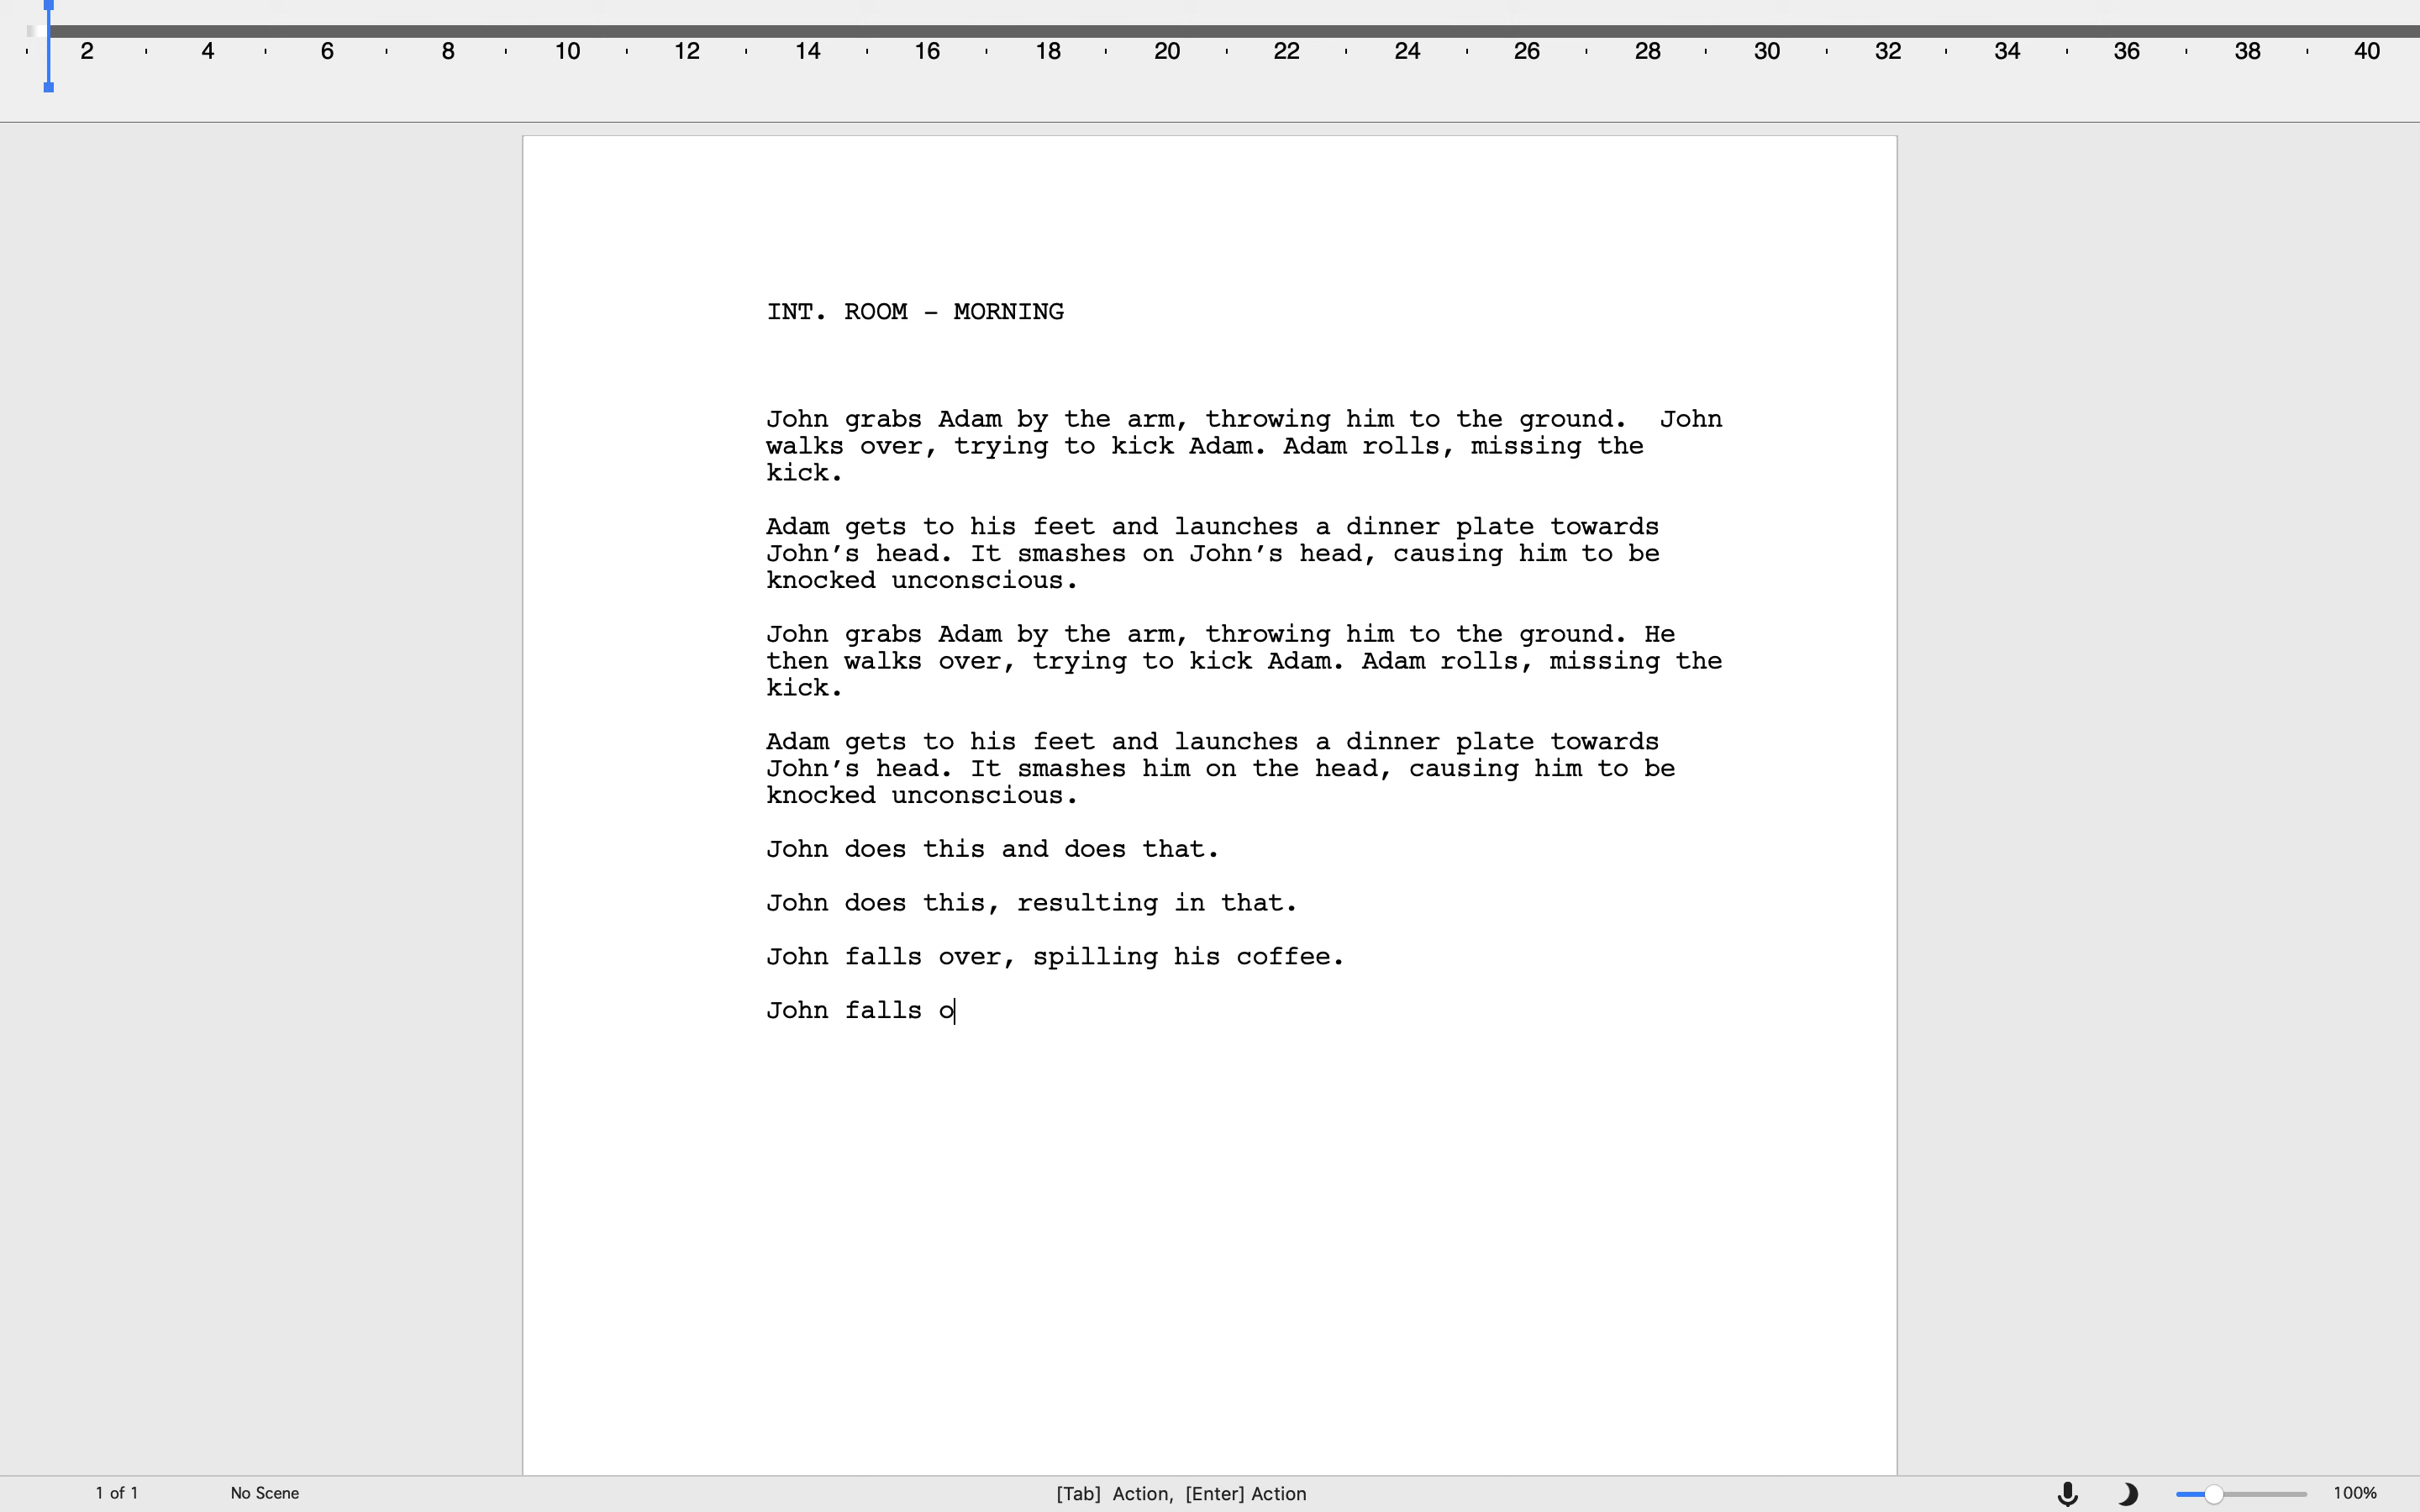 2 4 6 8 10 12 14 16 18 20 22 24 26 28 30 32 34 36 38 40
INT. ROOM – MORNING
John grabs Adam by the arm, throwing him to the ground.  John
walks over, trying to kick Adam. Adam rolls, missing the
kick.
Adam gets to his feet and launches a dinner plate towards
John’s head. It smashes on John’s head, causing him to be
knocked unconscious.
John grabs Adam by the arm, throwing him to the ground. He
then walks over, trying to kick Adam. Adam rolls, missing the
kick.
Adam gets to his feet and launches a dinner plate towards
John’s head. It smashes him on the head, causing him to be
knocked unconscious.
John does this and does that.
John does this, resulting in that.
John falls over, spilling his coffee.
John falls o
1 of 1 No Scene [Tab] Action, [Enter] Action 100%